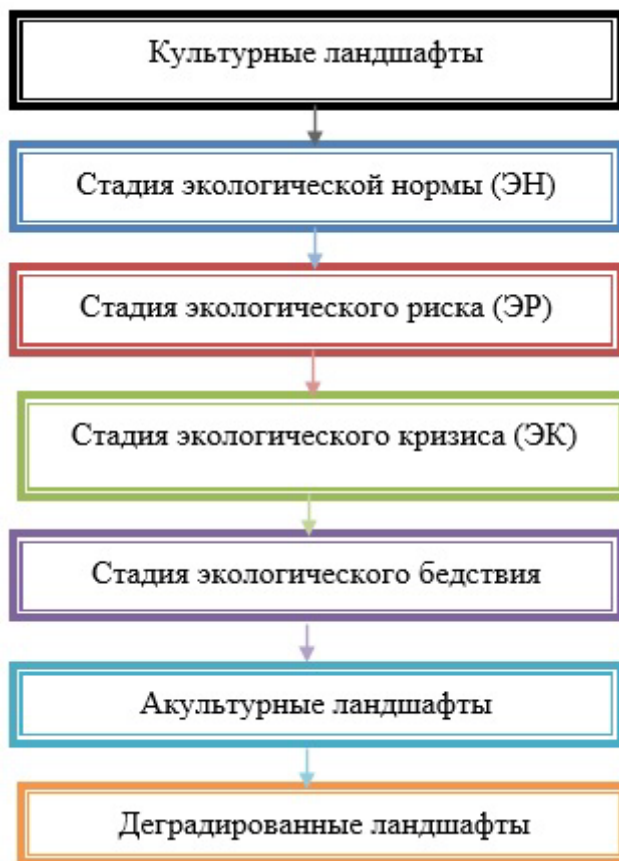 Культурные ландшафты
Стадия экологической нормы (ЭН)
Стадия экологического риска (ЭР)
Стадия экологического кризиса (ЭК)
Стадия экологического бедствия
Акультурные ландшафты
Деградированные ландшафты